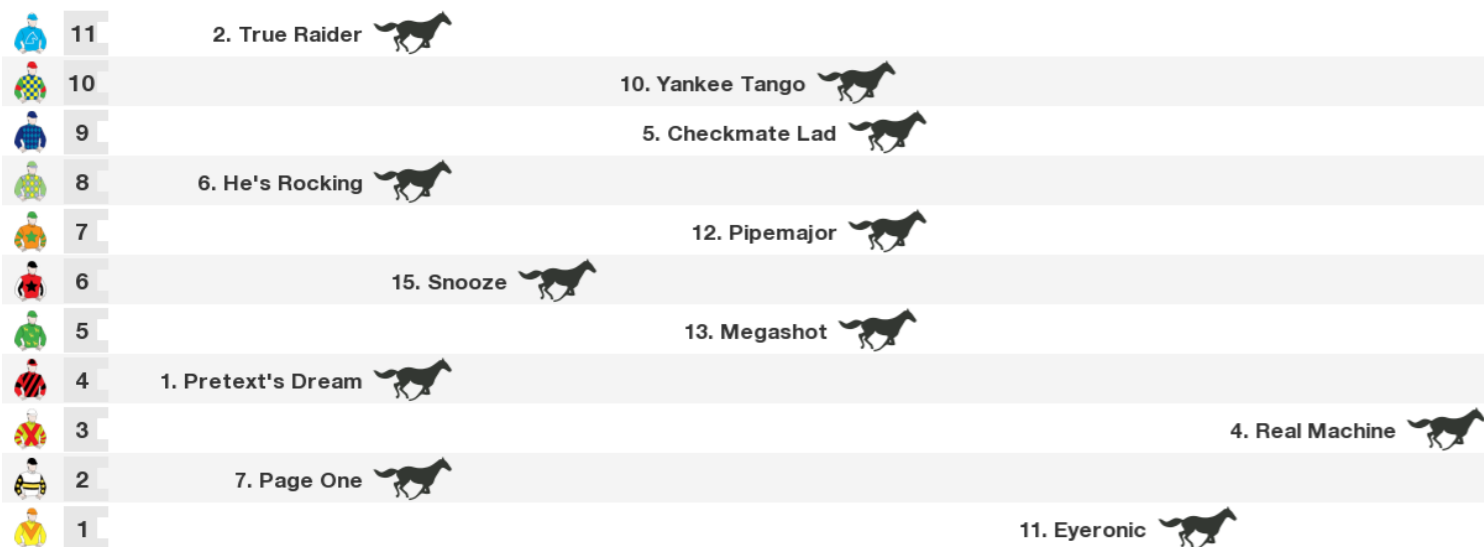 11 2. True Raider
10 10. Yankee Tango
9 5. Checkmate Lad
8 6. He's Rocking
7 12. Pipemajor
6 15. Snooze
5 13. Megashot
4 1. Pretext's Dream
3 4. Real Machine
2 7. Page One
1 11. Eyeronic